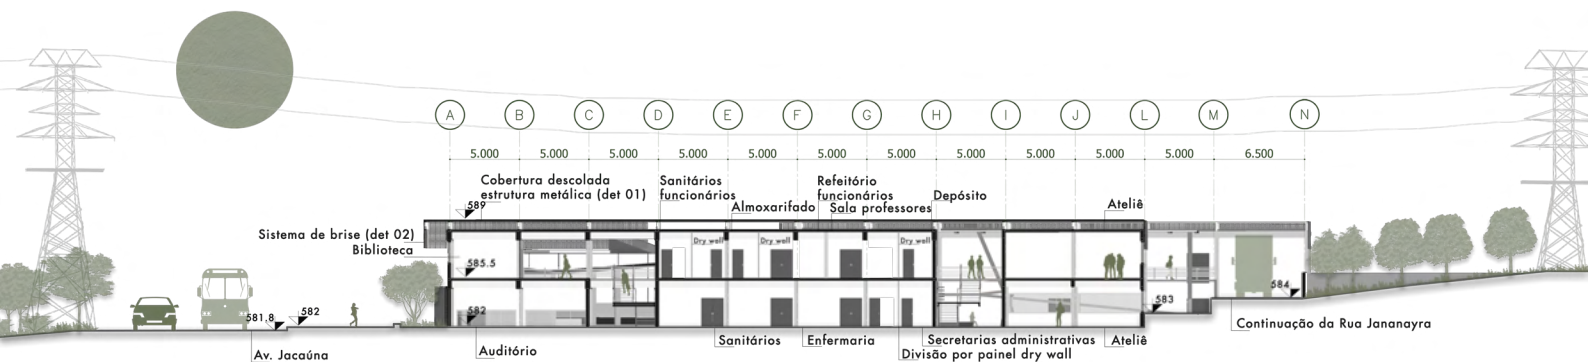 A B C D E F G H I J L M N
5.000 5.000 5.000 5.000 5.000 5.000 5.000 5.000 5.000 5.000 5.000 6.500
Cobertura descolada
estrutura metálica (det 01)
Sanitários
funcionários
Almoxarifado
Refeitório
funcionários
Sala professores
Depósito
Ateliê
589
Sistema de brise (det 02)
Biblioteca
Dry wall Dry wall Dry wall
585.5
584
583
582
581,8
582
Continuação da Rua Jananayra
Av. Jacaúna
Auditório
Sanitários
Enfermaria
Secretarias administrativas
Ateliê
Divisão por painel dry wall